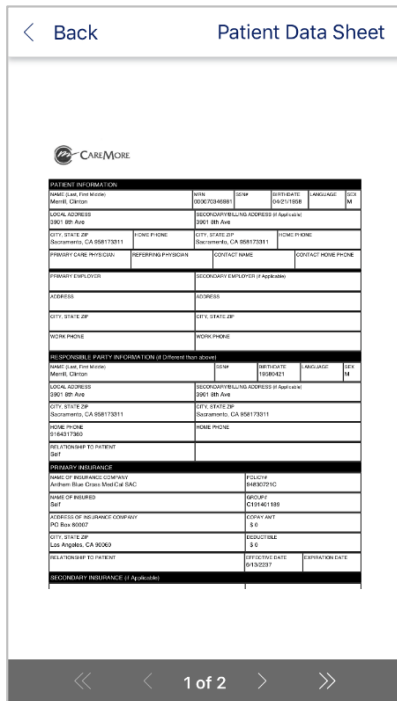 Back
Patient Data Sheet
CAREMORE
PATIENT INFORMATION
NAME (Last, First Middle) MRN SSN# BIRTHDATE LANGUAGE SEX
Merrill, Clinton 000070346981 04/21/1958 M
LOCAL ADDRESS SECONDARY/BILLING ADDRESS (if Applicable)
3901 8th Ave 3901 8th Ave
CITY, STATE ZIP HOME PHONE CITY, STATE ZIP HOME PHONE
Sacramento, CA 958173311 Sacramento, CA 958173311
PRIMARY CARE PHYSICIAN REFERRING PHYSICIAN CONTACT NAME CONTACT HOME PHONE
PRIMARY EMPLOYER SECONDARY EMPLOYER (if Applicable)
ADDRESS ADDRESS
CITY, STATE ZIP CITY, STATE ZIP
WORK PHONE WORK PHONE
RESPONSIBLE PARTY INFORMATION (if Different than above)
NAME (Last, First Middle) SSN# BIRTHDATE LANGUAGE SEX
Merrill, Clinton 19580421 M
LOCAL ADDRESS SECONDARY/BILLING ADDRESS (if Applicable)
3901 8th Ave 3901 8th Ave
CITY, STATE ZIP CITY, STATE ZIP
Sacramento, CA 958173311 Sacramento, CA 958173311
HOME PHONE HOME PHONE
9164317360
RELATIONSHIP TO PATIENT
Self
PRIMARY INSURANCE
NAME OF INSURANCE COMPANY POLICY#
Anthem Blue Cross Med Cal SAC 94830721C
NAME OF INSURED GROUP#
Self C191401189
ADDRESS OF INSURANCE COMPANY COPAY AMT
PO Box 60007 $ 0
CITY, STATE ZIP DEDUCTIBLE
Los Angeles, CA 90060 $ 0
RELATIONSHIP TO PATIENT EFFECTIVE DATE EXPIRATION DATE
6/13/2237
SECONDARY INSURANCE (if Applicable)
1 of 2